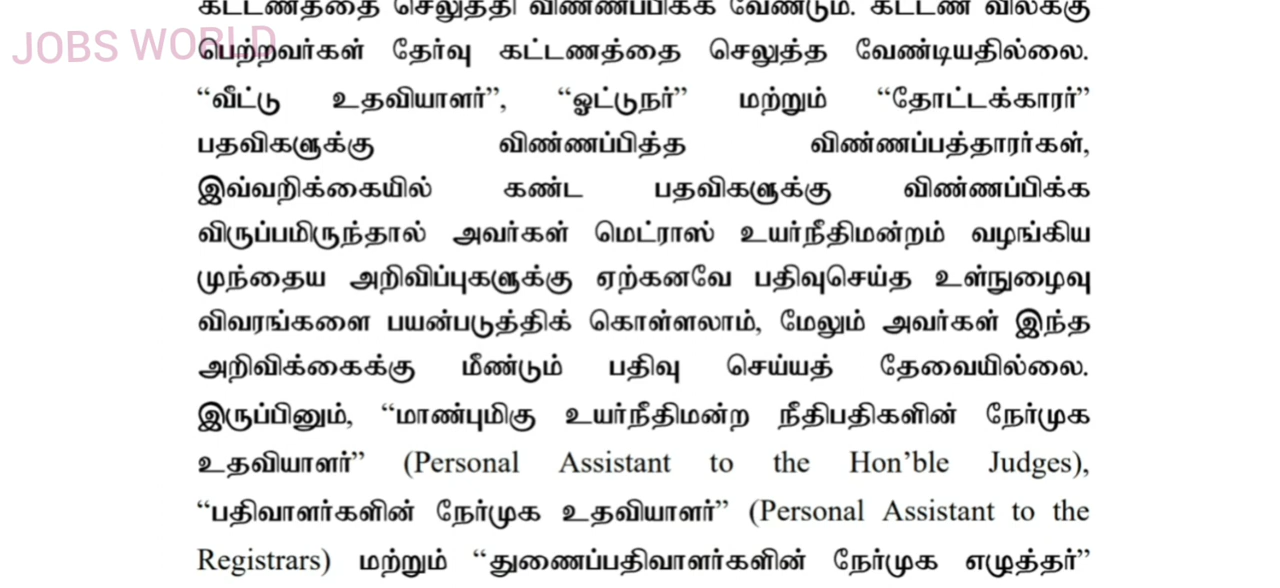 கட்டணத்தை செலுத்தி விண்ணப்பிக்க வேண்டும். கட்டண விலக்கு
JOBS WORLD
பெற்றவர்கள் தேர்வு கட்டணத்தை செலுத்த வேண்டியதில்லை.
“வீட்டு உதவியாளர்”, “ஓட்டுநர்” மற்றும் “தோட்டக்காரர்”
பதவிகளுக்கு விண்ணப்பித்த விண்ணப்பத்தாரர்கள்,
இவ்வறிக்கையில் கண்ட பதவிகளுக்கு விண்ணப்பிக்க
விருப்பமிருந்தால் அவர்கள் மெட்ராஸ் உயர்நீதிமன்றம் வழங்கிய
முந்தைய அறிவிப்புகளுக்கு ஏற்கனவே பதிவுசெய்த உள்நுழைவு
விவரங்களை பயன்படுத்திக் கொள்ளலாம், மேலும் அவர்கள் இந்த
அறிவிக்கைக்கு மீண்டும் பதிவு செய்யத் தேவையில்லை.
இருப்பினும், “மாண்புமிகு உயர்நீதிமன்ற நீதிபதிகளின் நேர்முக
உதவியாளர்” (Personal Assistant to the Hon’ble Judges),
“பதிவாளர்களின் நேர்முக உதவியாளர்” (Personal Assistant to the
Registrars) மற்றும் “துணைப்பதிவாளர்களின் நேர்முக எழுத்தர்”